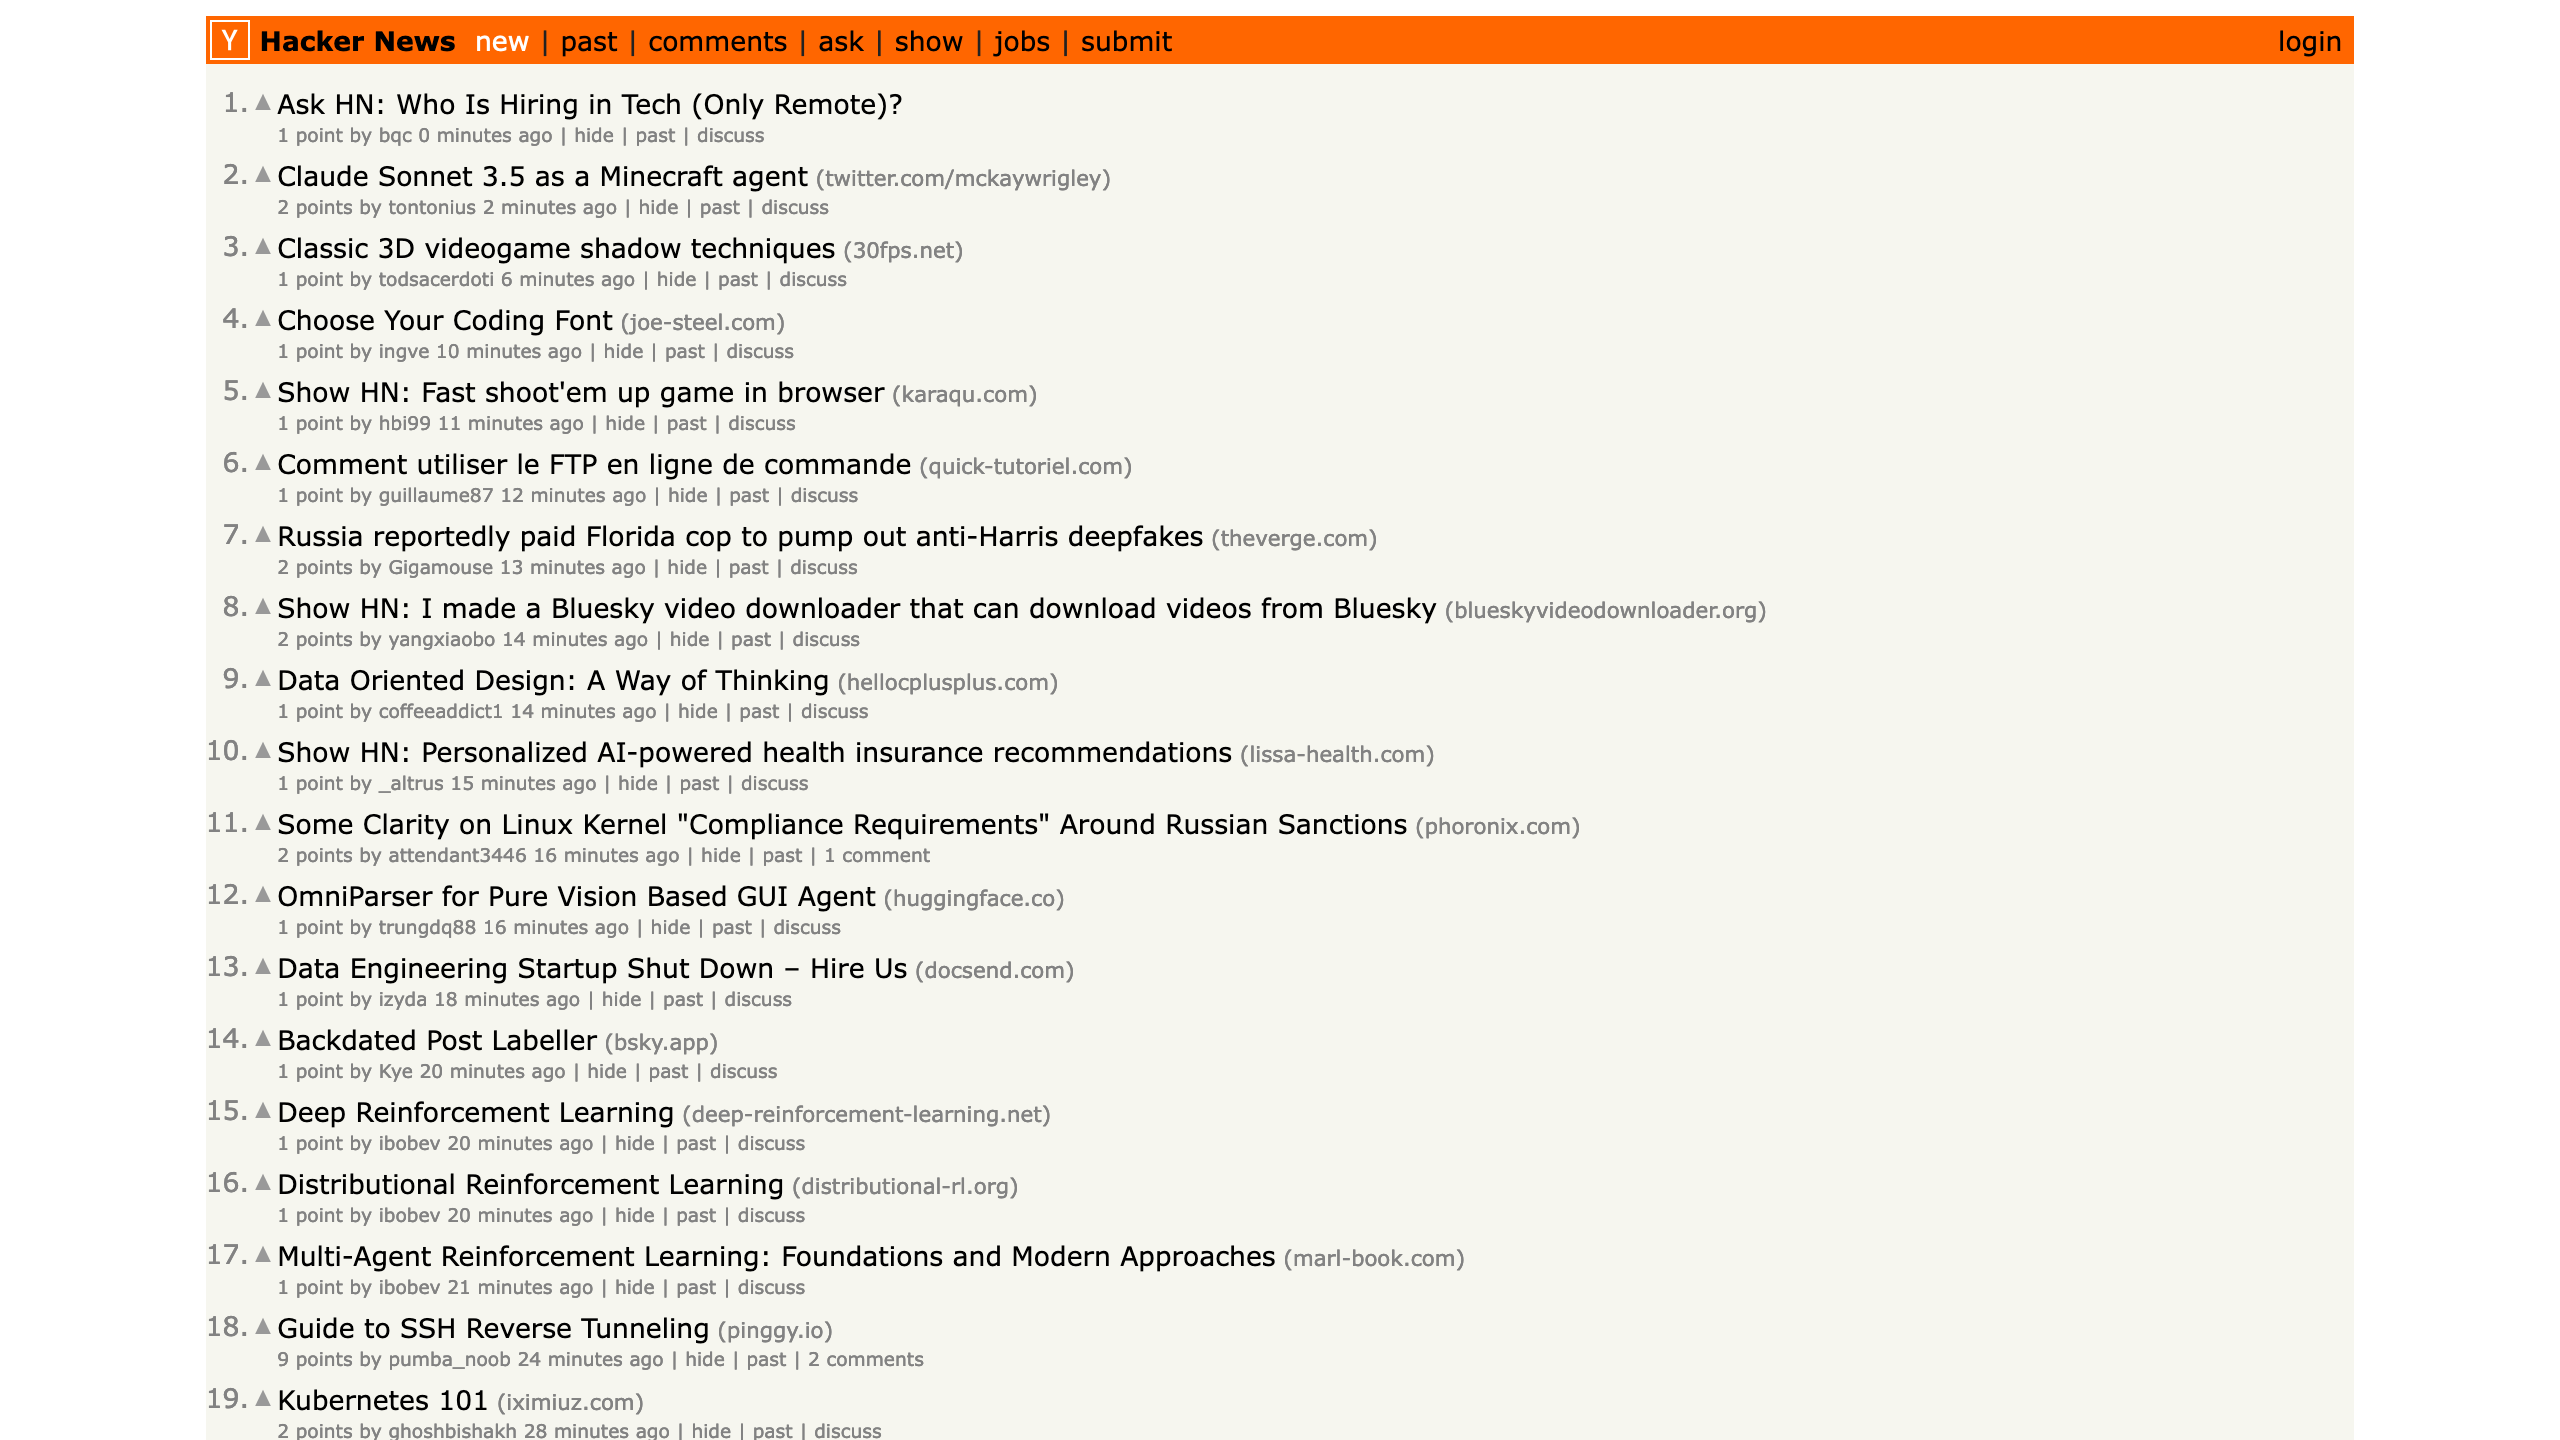 Y Hacker News new | past | comments | ask | show | jobs | submit login
1. ▲ Ask HN: Who Is Hiring in Tech (Only Remote)?
1 point by bqc 0 minutes ago | hide | past | discuss
2. ▲ Claude Sonnet 3.5 as a Minecraft agent (twitter.com/mckaywrigley)
2 points by tontonius 2 minutes ago | hide | past | discuss
3. ▲ Classic 3D videogame shadow techniques (30fps.net)
1 point by todsacerdoti 6 minutes ago | hide | past | discuss
4. ▲ Choose Your Coding Font (joe-steel.com)
1 point by ingve 10 minutes ago | hide | past | discuss
5. ▲ Show HN: Fast shoot'em up game in browser (karaqu.com)
1 point by hbi99 11 minutes ago | hide | past | discuss
6. ▲ Comment utiliser le FTP en ligne de commande (quick-tutoriel.com)
1 point by guillaume87 12 minutes ago | hide | past | discuss
7. ▲ Russia reportedly paid Florida cop to pump out anti-Harris deepfakes (theverge.com)
2 points by Gigamouse 13 minutes ago | hide | past | discuss
8. ▲ Show HN: I made a Bluesky video downloader that can download videos from Bluesky (blueskyvideodownloader.org)
2 points by yangxiaobo 14 minutes ago | hide | past | discuss
9. ▲ Data Oriented Design: A Way of Thinking (hellocplusplus.com)
1 point by coffeeaddict1 14 minutes ago | hide | past | discuss
10. ▲ Show HN: Personalized AI-powered health insurance recommendations (lissa-health.com)
1 point by _altrus 15 minutes ago | hide | past | discuss
11. ▲ Some Clarity on Linux Kernel "Compliance Requirements" Around Russian Sanctions (phoronix.com)
2 points by attendant3446 16 minutes ago | hide | past | 1 comment
12. ▲ OmniParser for Pure Vision Based GUI Agent (huggingface.co)
1 point by trungdq88 16 minutes ago | hide | past | discuss
13. ▲ Data Engineering Startup Shut Down – Hire Us (docsend.com)
1 point by izyda 18 minutes ago | hide | past | discuss
14. ▲ Backdated Post Labeller (bsky.app)
1 point by Kye 20 minutes ago | hide | past | discuss
15. ▲ Deep Reinforcement Learning (deep-reinforcement-learning.net)
1 point by ibobev 20 minutes ago | hide | past | discuss
16. ▲ Distributional Reinforcement Learning (distributional-rl.org)
1 point by ibobev 20 minutes ago | hide | past | discuss
17. ▲ Multi-Agent Reinforcement Learning: Foundations and Modern Approaches (marl-book.com)
1 point by ibobev 21 minutes ago | hide | past | discuss
18. ▲ Guide to SSH Reverse Tunneling (pinggy.io)
9 points by pumba_noob 24 minutes ago | hide | past | 2 comments
19. ▲ Kubernetes 101 (iximiuz.com)
2 points by ghoshbishakh 28 minutes ago | hide | past | discuss